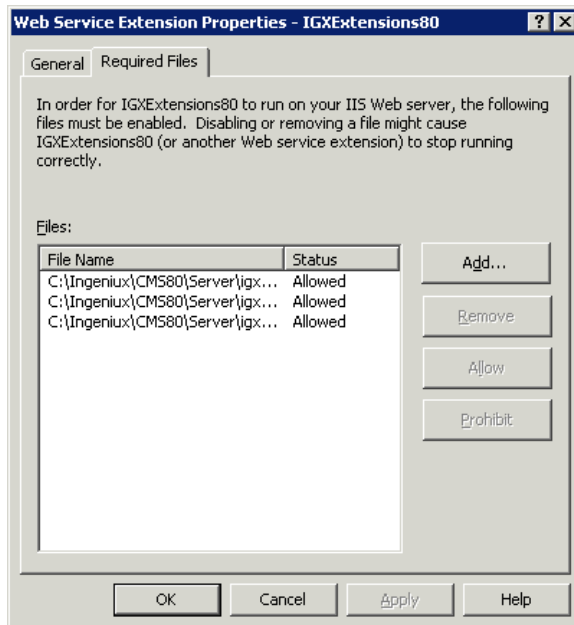 Web Service Extension Properties - IGXExtensions80
General Required Files
In order for IGXExtensions80 to run on your IIS Web server, the following
files must be enabled. Disabling or removing a file might cause
IGXExtensions80 (or another Web service extension) to stop running
correctly.
Files:
File Name Status
C:\Ingeniux\CMS80\Server\igx... Allowed
C:\Ingeniux\CMS80\Server\igx... Allowed
C:\Ingeniux\CMS80\Server\igx... Allowed
Add...
Remove
Allow
Prohibit
OK Cancel Apply Help